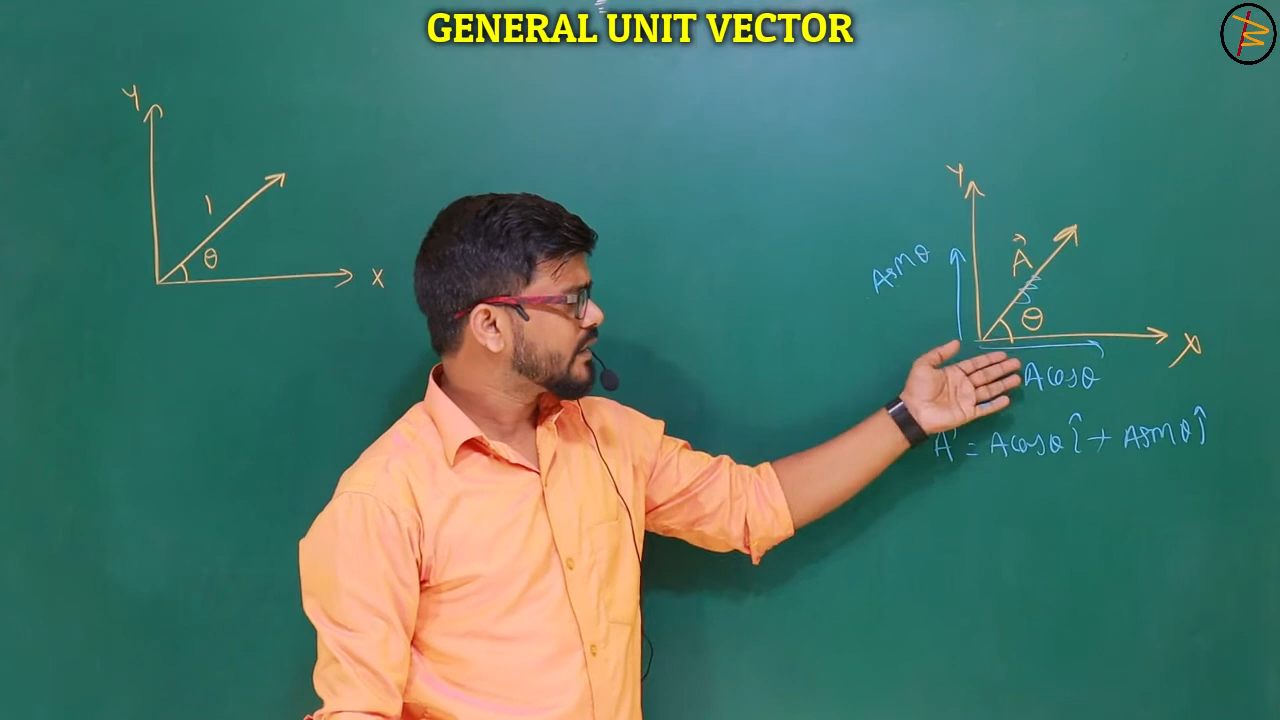 GENERAL UNIT VECTOR
Y
1
θ
X
Y
A⃗
θ
X
Asinθ
Acosθ
A⃗ = Acosθ î + Asinθ ĵ